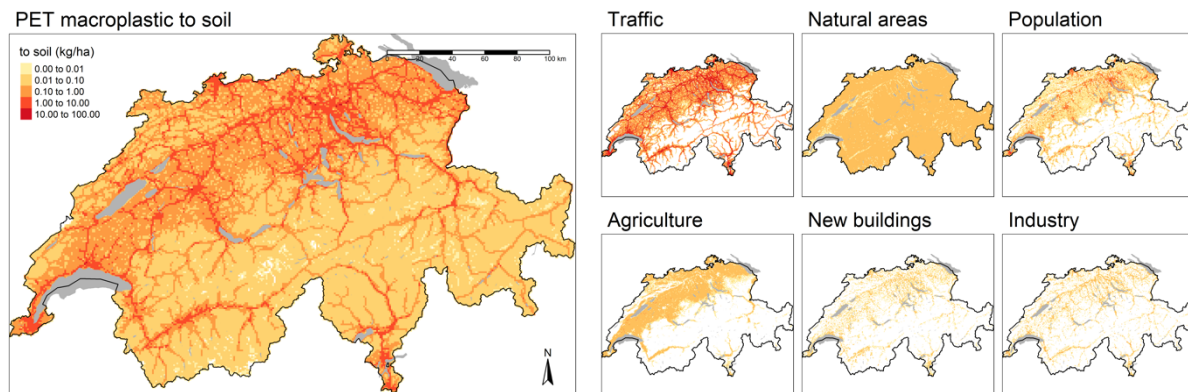 PET macroplastic to soil
to soil (kg/ha)
0.00 to 0.01
0.01 to 0.10
0.10 to 1.00
1.00 to 10.00
10.00 to 100.00
0 20 40 60 80 100 km
N
Traffic
Natural areas
Population
Agriculture
New buildings
Industry